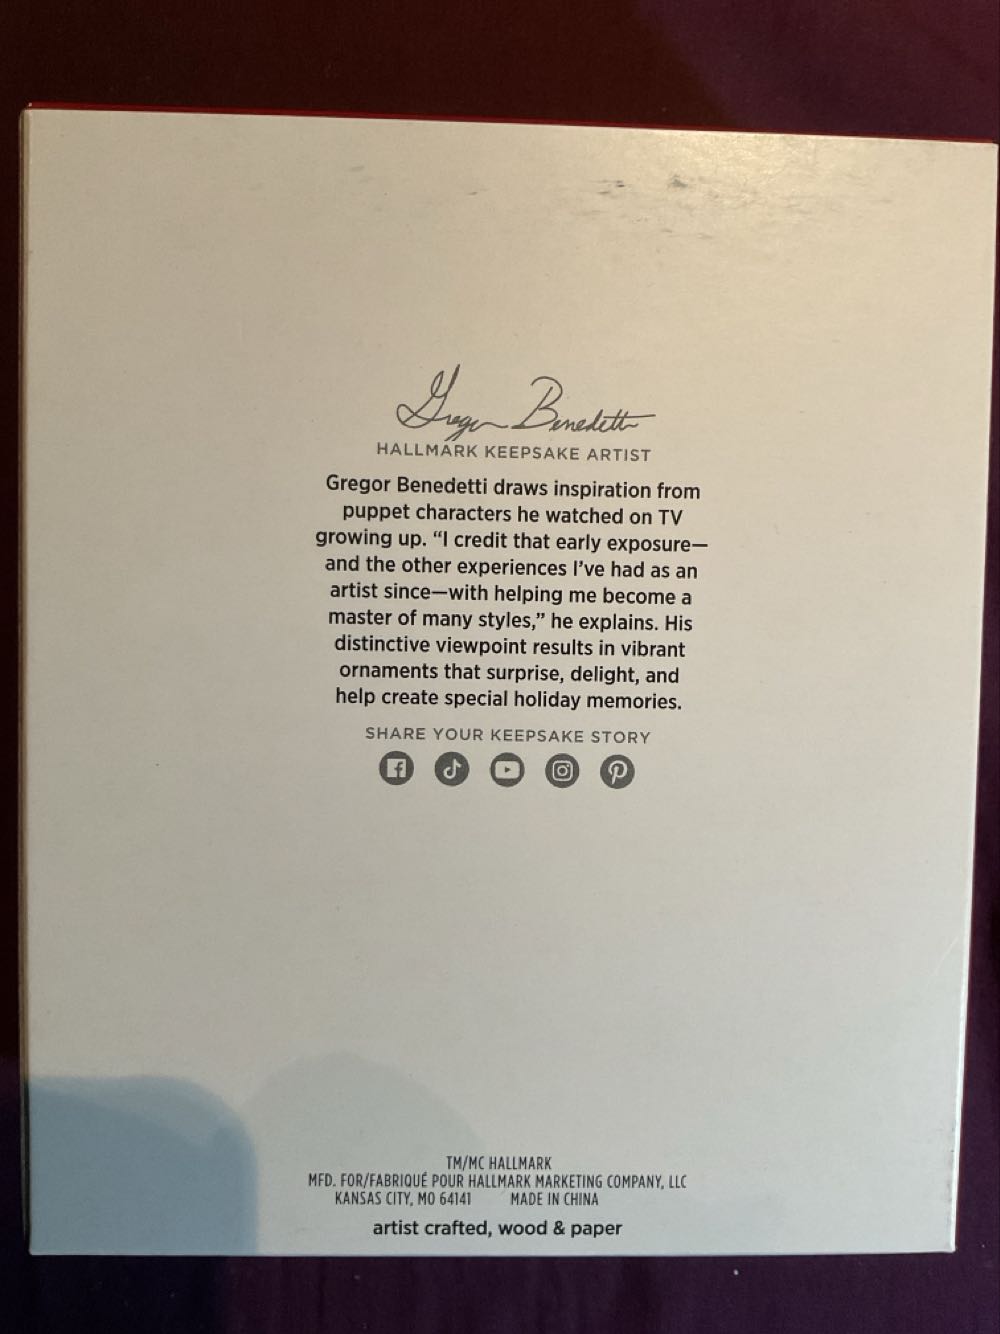 Gregor Benedetti
HALLMARK KEEPSAKE ARTIST
Gregor Benedetti draws inspiration from
puppet characters he watched on TV
growing up. “I credit that early exposure—
and the other experiences I’ve had as an
artist since—with helping me become a
master of many styles,” he explains. His
distinctive viewpoint results in vibrant
ornaments that surprise, delight, and
help create special holiday memories.
SHARE YOUR KEEPSAKE STORY
TM/MC HALLMARK
MFD. FOR/FABRIQUÉ POUR HALLMARK MARKETING COMPANY, LLC
KANSAS CITY, MO 64141 MADE IN CHINA
artist crafted, wood & paper